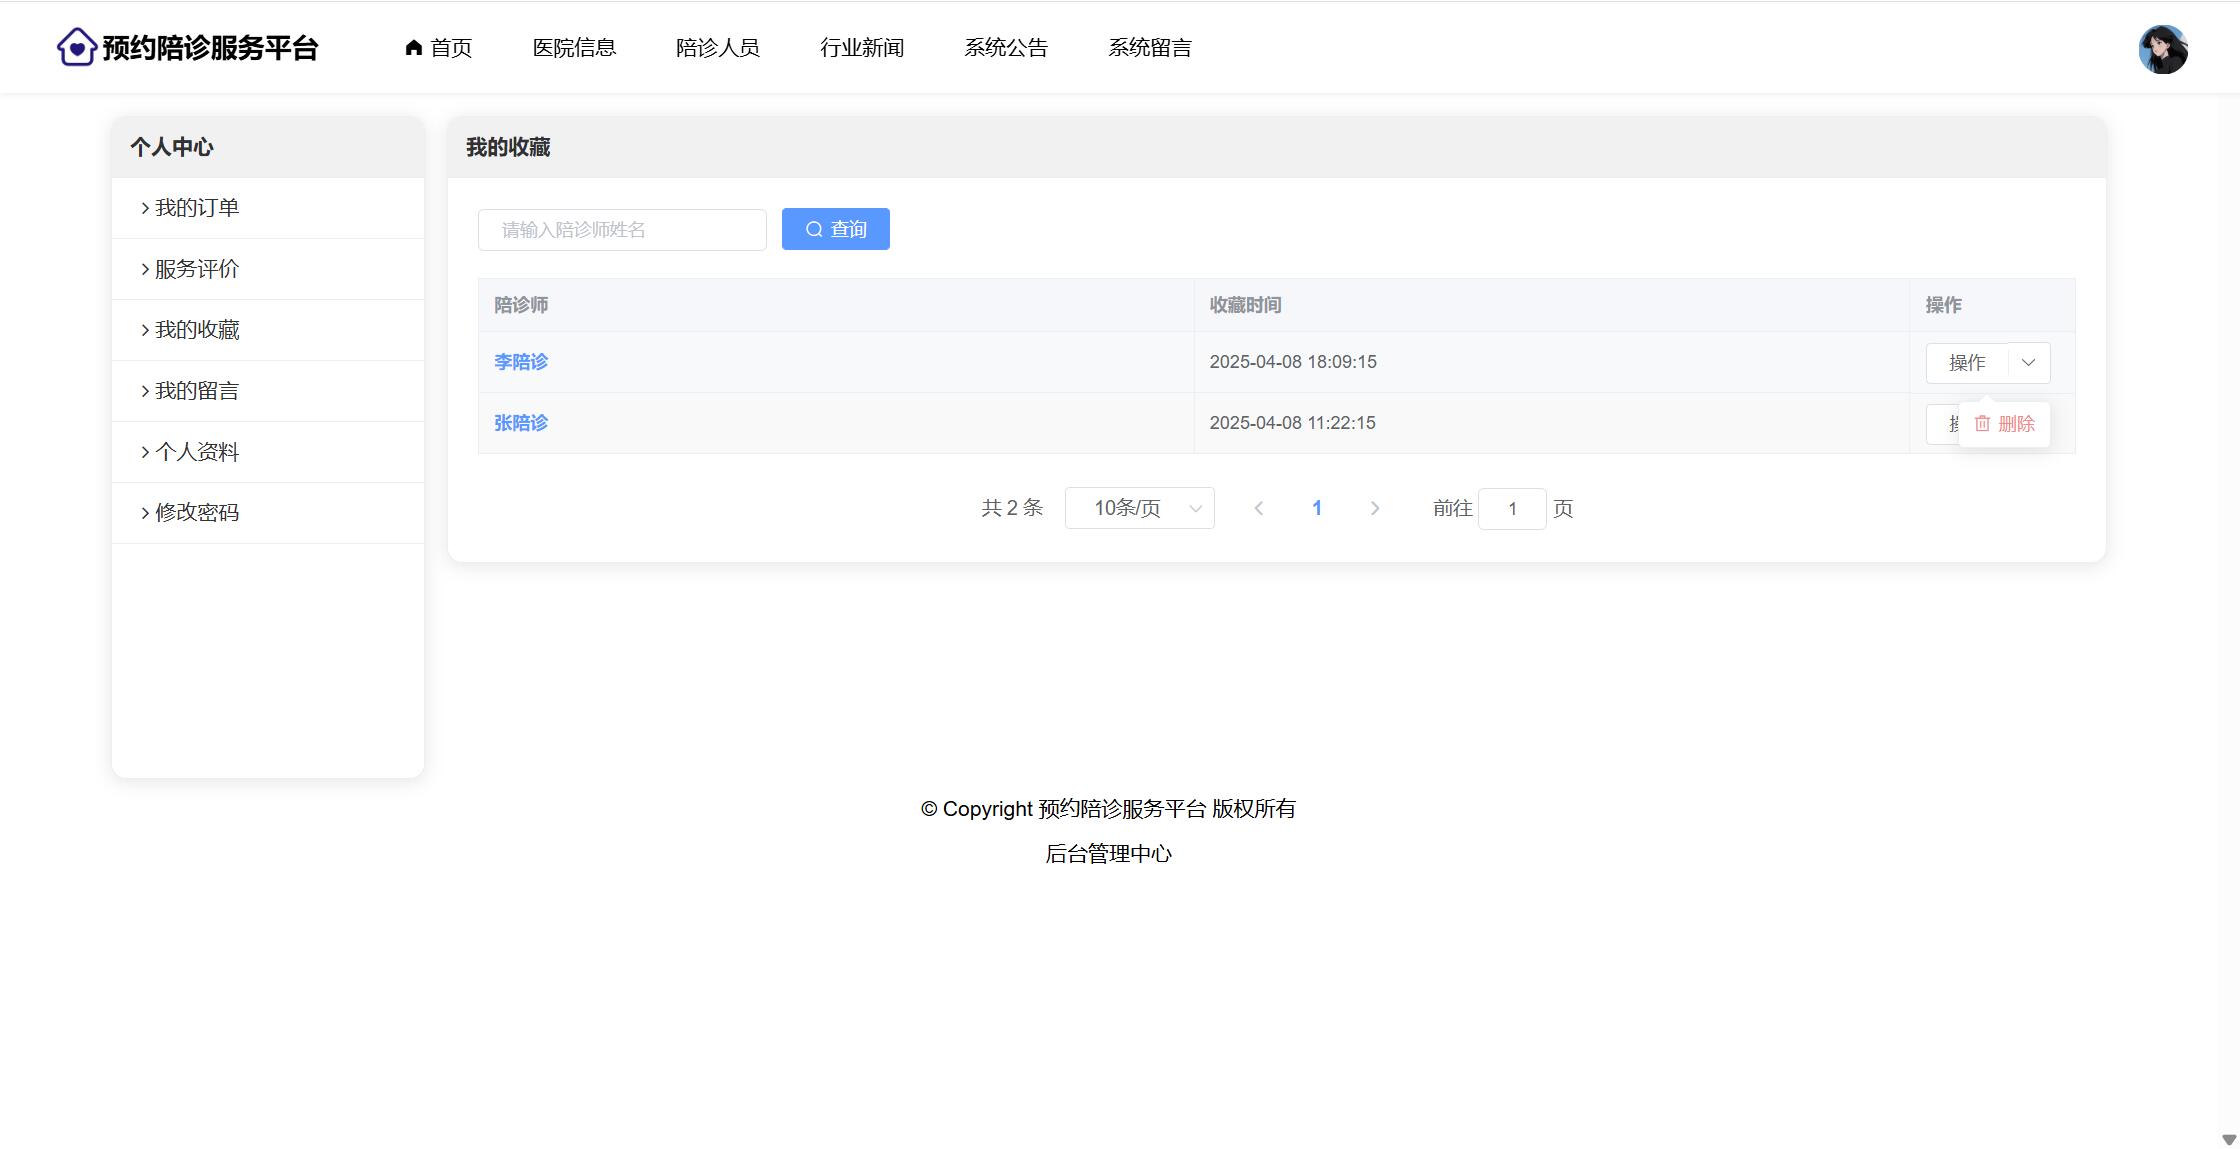 预约陪诊服务平台 首页 医院信息 陪诊人员 行业新闻 系统公告 系统留言
个人中心
我的订单
服务评价
我的收藏
我的留言
个人资料
修改密码
我的收藏
请输入陪诊师姓名 查询
陪诊师 收藏时间 操作
李陪诊 2025-04-08 18:09:15 操作
张陪诊 2025-04-08 11:22:15
删除
共 2 条 10条/页 1 前往 1 页
© Copyright 预约陪诊服务平台 版权所有
后台管理中心